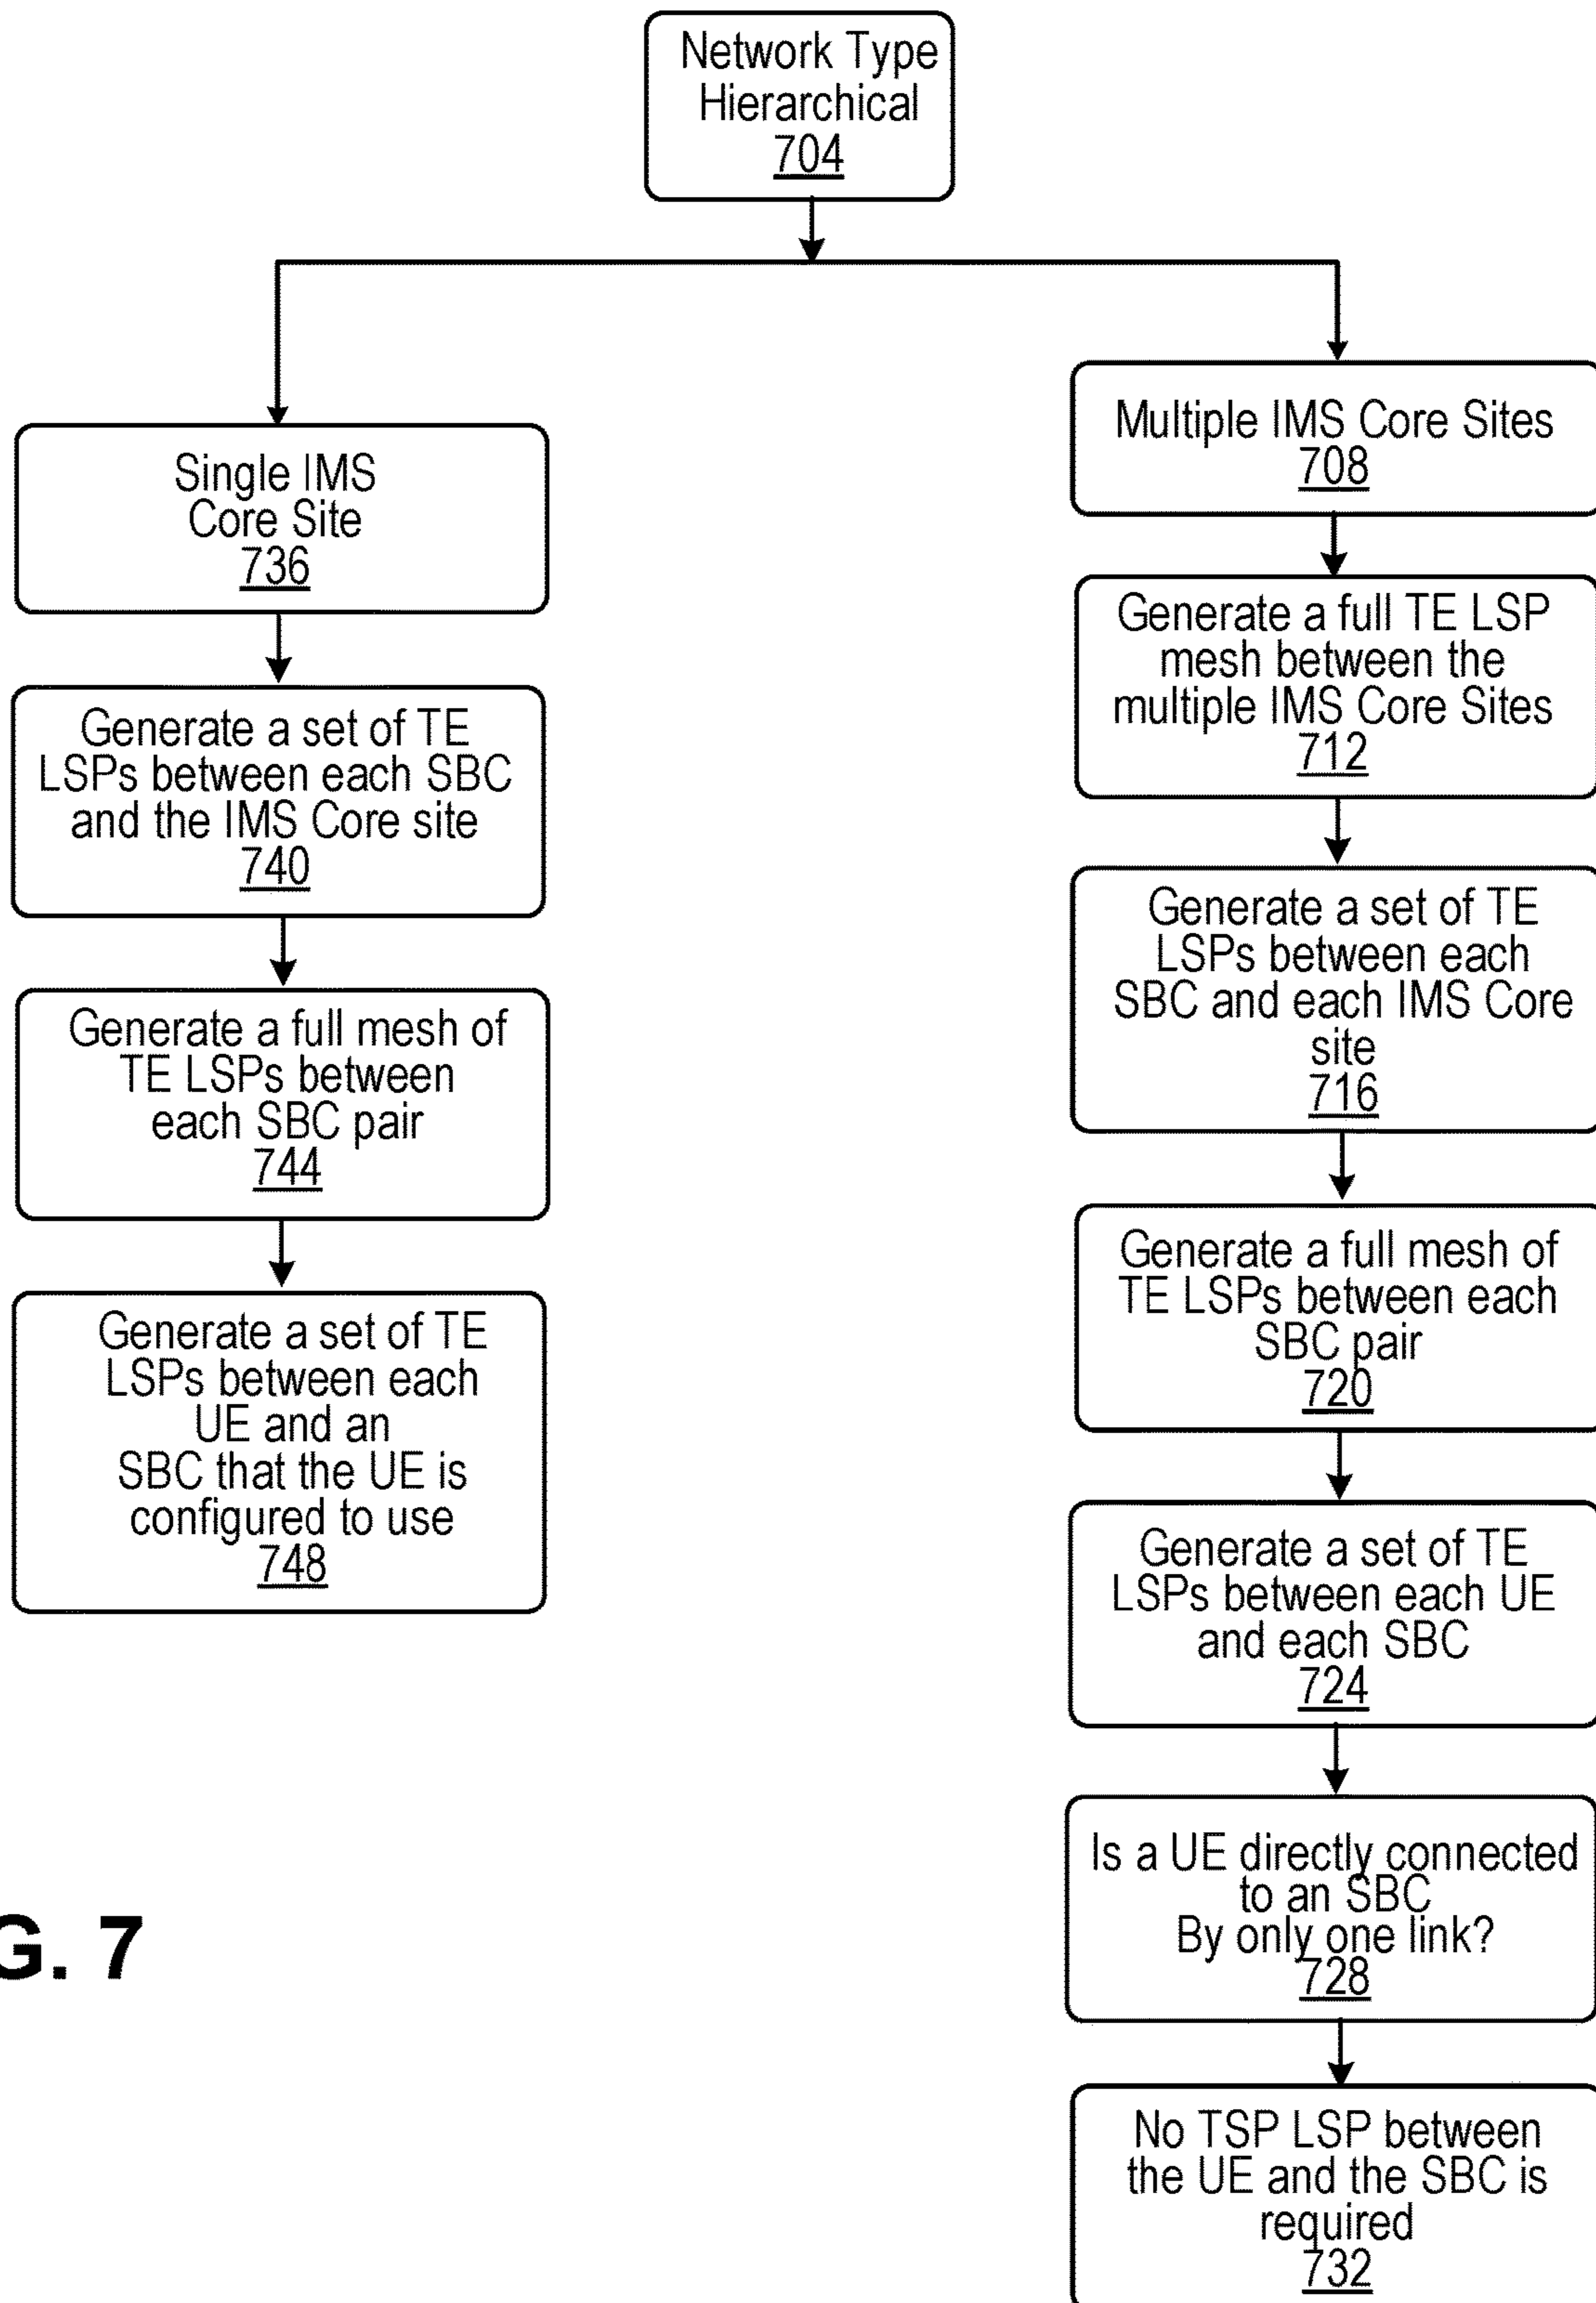 Network Type
Hierarchical
704
Single IMS
Core Site
736
Generate a set of TE
LSPs between each SBC
and the IMS Core site
740
Generate a full mesh of
TE LSPs between
each SBC pair
744
Generate a set of TE
LSPs between each
UE and an
SBC that the UE is
configured to use
748
Multiple IMS Core Sites
708
Generate a full TE LSP
mesh between the
multiple IMS Core Sites
712
Generate a set of TE
LSPs between each
SBC and each IMS Core
site
716
Generate a full mesh of
TE LSPs between each
SBC pair
720
Generate a set of TE
LSPs between each UE
and each SBC
724
Is a UE directly connected
to an SBC
By only one link?
728
No TSP LSP between
the UE and the SBC is
required
732
G. 7